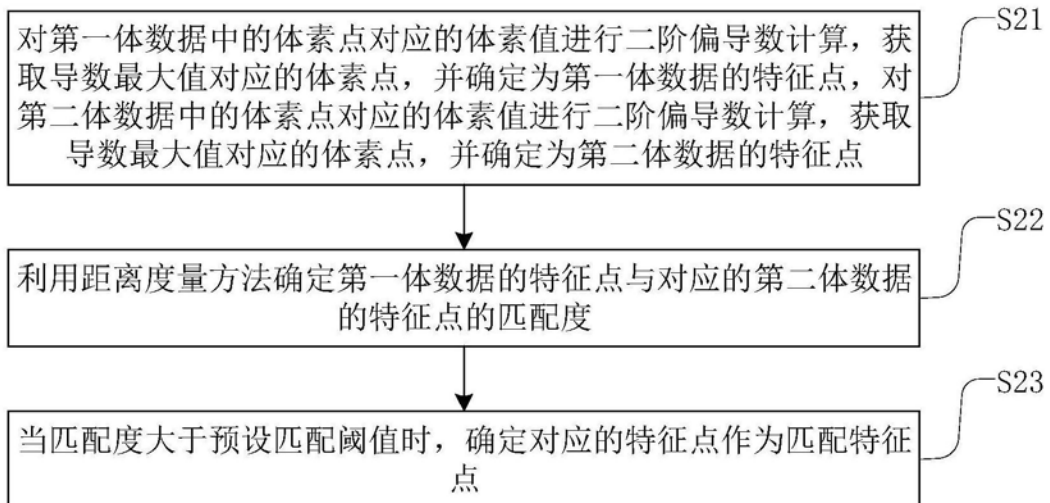 对第一体数据中的体素点对应的体素值进行二阶偏导数计算，获
取导数最大值对应的体素点，并确定为第一体数据的特征点，对
第二体数据中的体素点对应的体素值进行二阶偏导数计算，获取
导数最大值对应的体素点，并确定为第二体数据的特征点
S21
利用距离度量方法确定第一体数据的特征点与对应的第二体数据
的特征点的匹配度
S22
当匹配度大于预设匹配阈值时，确定对应的特征点作为匹配特征
点
S23